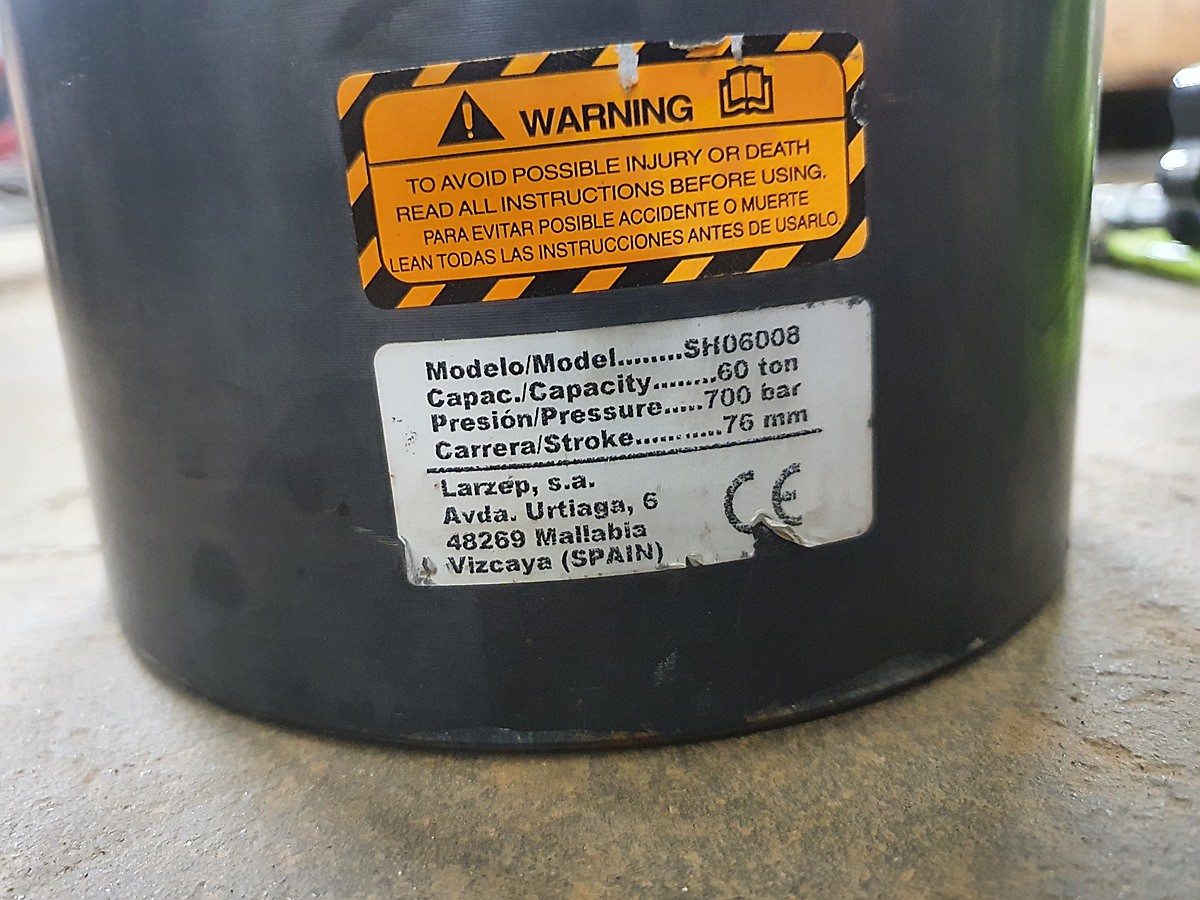 WARNING
TO AVOID POSSIBLE INJURY OR DEATH
READ ALL INSTRUCTIONS BEFORE USING.
PARA EVITAR POSIBLE ACCIDENTE O MUERTE
LEAN TODAS LAS INSTRUCCIONES ANTES DE USARLO.
Modelo/Model.........SH06008
Capac./Capacity.........60 ton
Presión/Pressure.....700 bar
Carrera/Stroke............76 mm
Larzep, s.a.
Avda. Urtiaga, 6
48269 Mallabia
Vizcaya (SPAIN)
CE